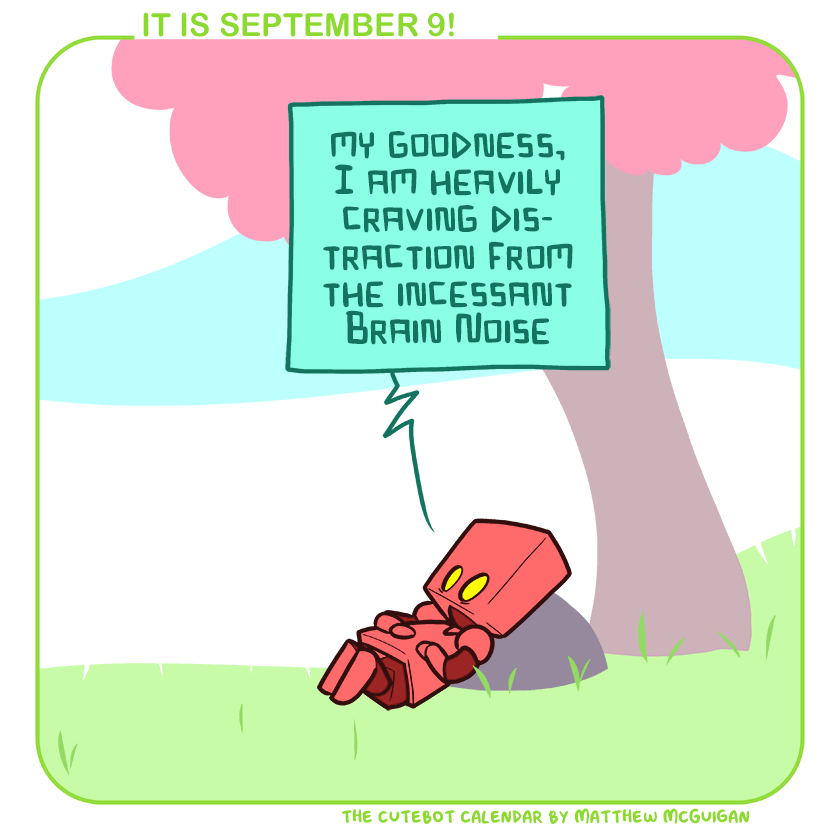 IT IS SEPTEMBER 9!
MY GOODNESS,
I AM HEAVILY
CRAVING DIS-
TRACTION FROM
THE INCESSANT
BRAIN NOISE
THE CUTEBOT CALENDAR BY MATTHEW MCGUIGAN